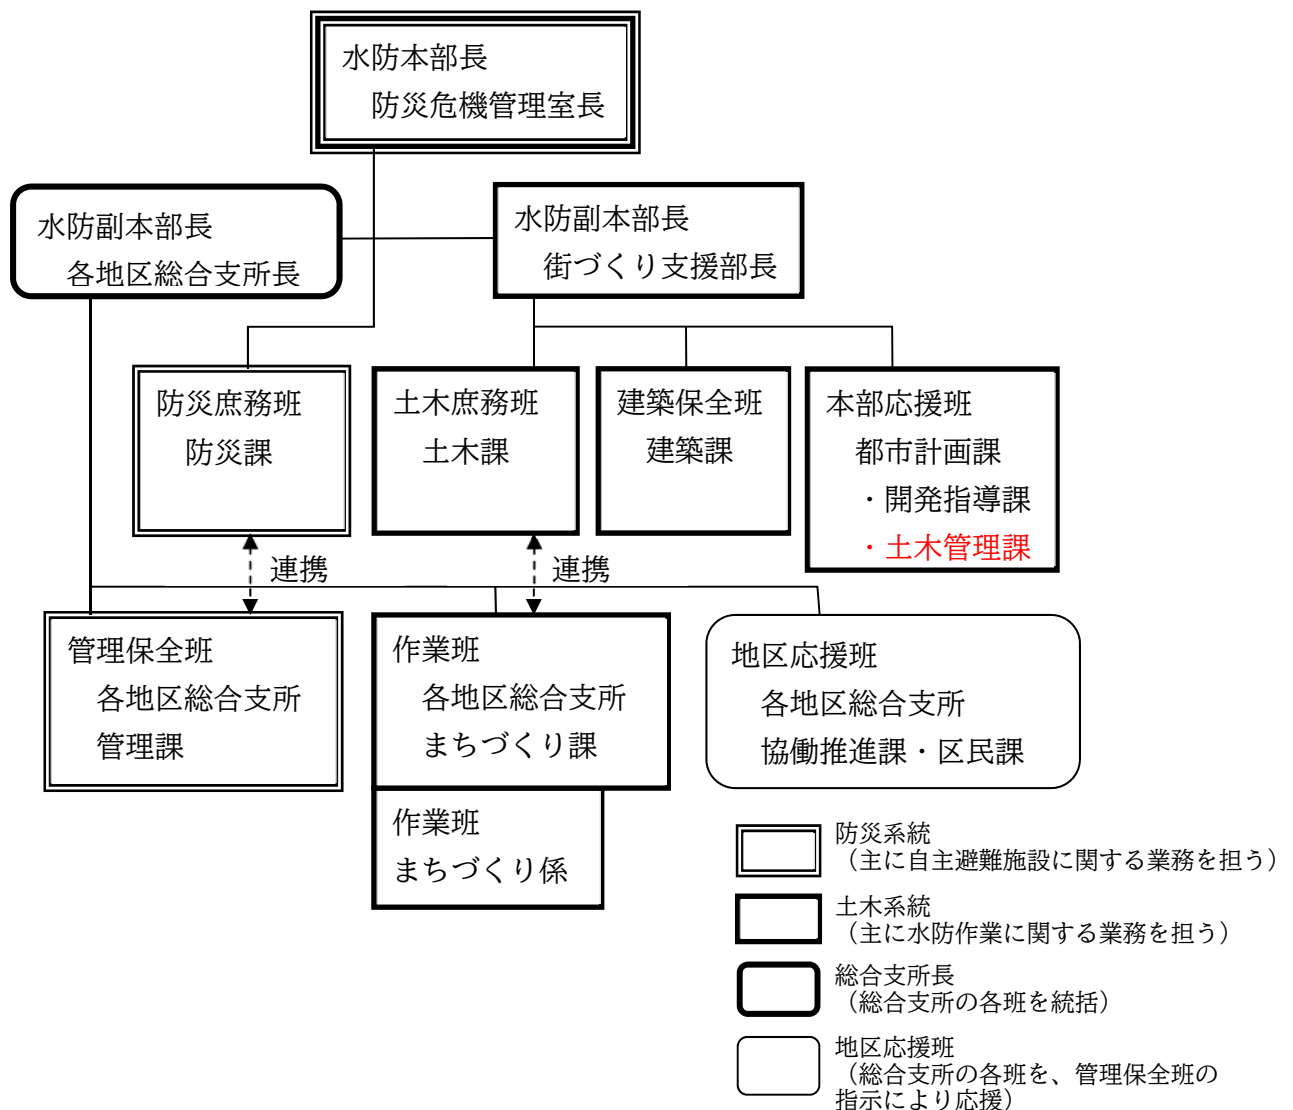 水防本部長
防災危機管理室長
水防副本部長
各地区総合支所長
水防副本部長
街づくり支援部長
防災庶務班
防災課
土木庶務班
土木課
建築保全班
建築課
本部応援班
都市計画課
・開発指導課
・土木管理課
連携
連携
管理保全班
各地区総合支所
管理課
作業班
各地区総合支所
まちづくり課
作業班
まちづくり係
地区応援班
各地区総合支所
協働推進課・区民課
防災系統
（主に自主避難施設に関する業務を担う）
土木系統
（主に水防作業に関する業務を担う）
総合支所長
（総合支所の各班を統括）
地区応援班
（総合支所の各班を、管理保全班の
指示により応援）